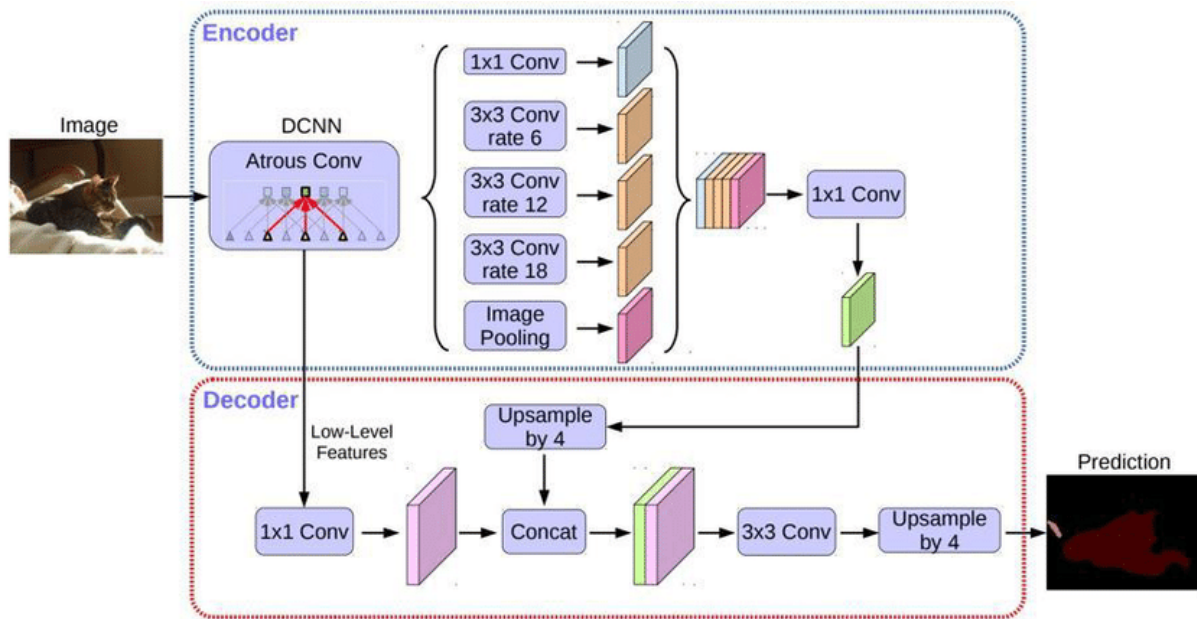 Encoder
Image
DCNN
Atrous Conv
1x1 Conv
3x3 Conv
rate 6
3x3 Conv
rate 12
3x3 Conv
rate 18
Image
Pooling
1x1 Conv
Decoder
Low-Level
Features
Upsample
by 4
1x1 Conv
Concat
3x3 Conv
Upsample
by 4
Prediction